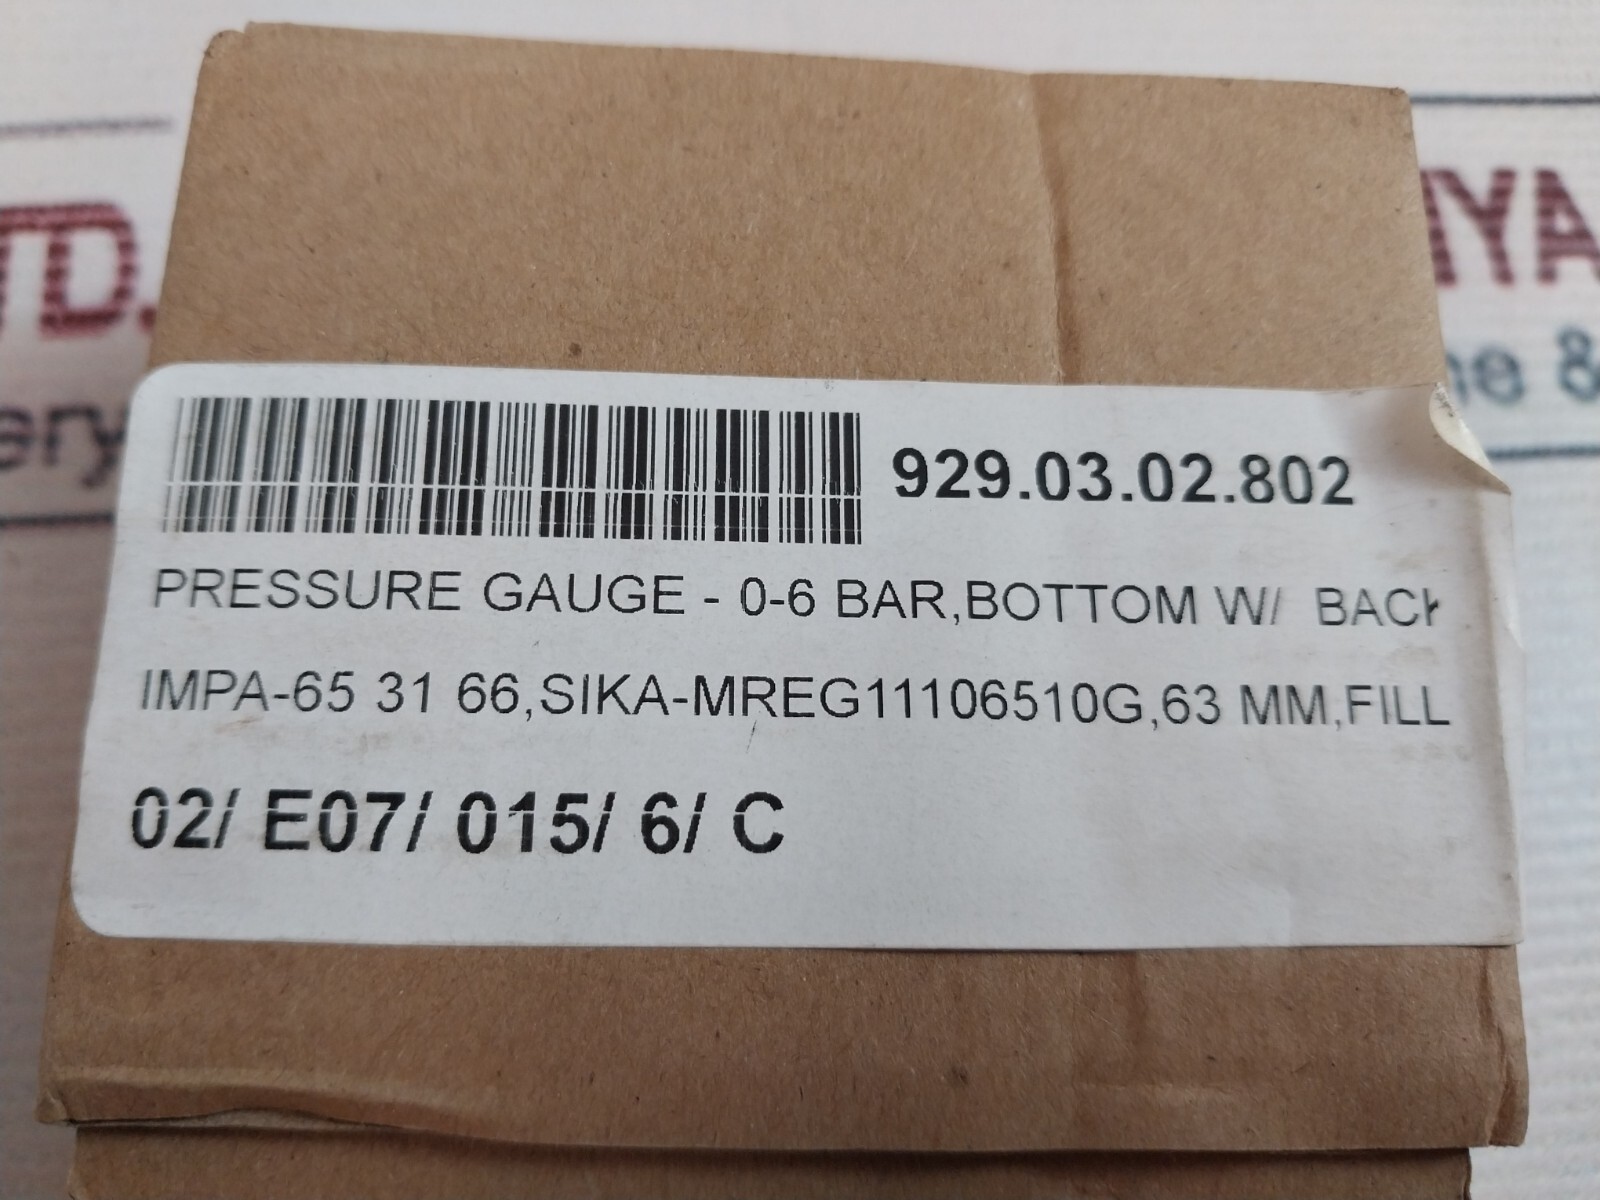 929.03.02.802
PRESSURE GAUGE - 0-6 BAR,BOTTOM W/ BACK
IMPA-65 31 66,SIKA-MREG11106510G,63 MM,FILL
02/ E07/ 015/ 6/ C
TD.
&